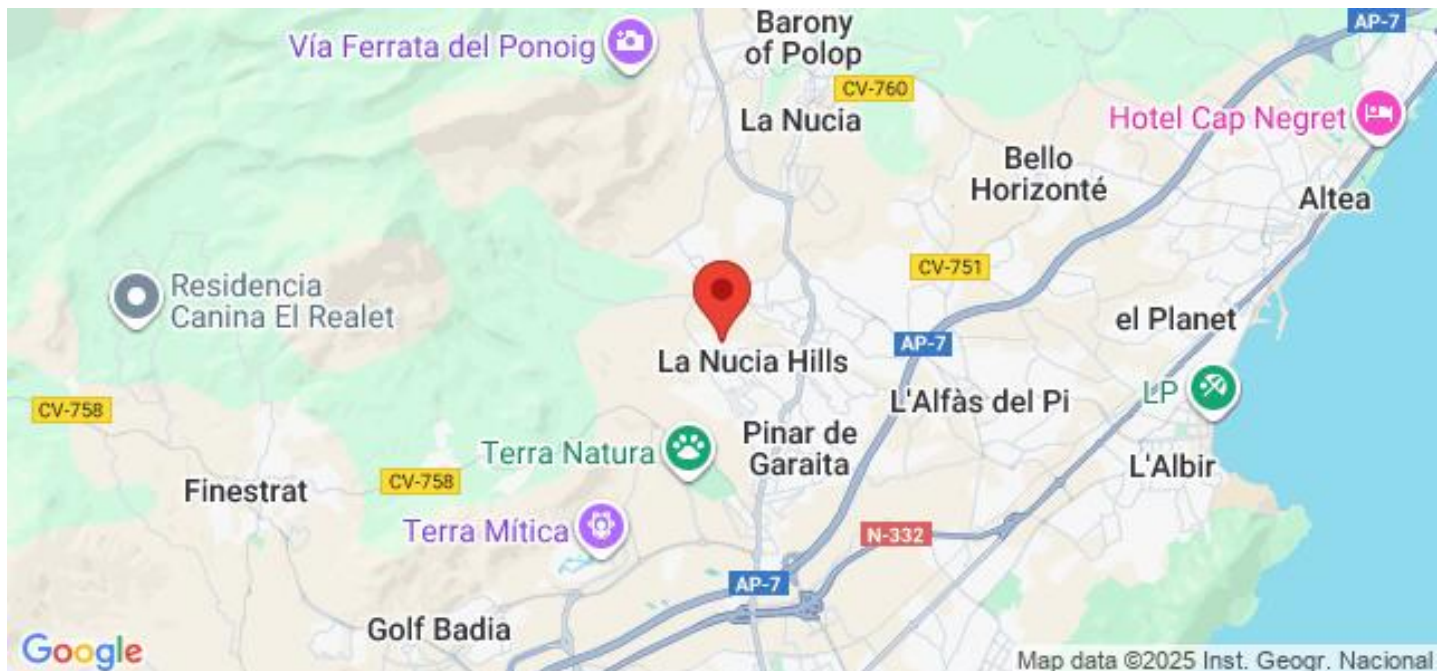 Barony
of Polop
AP-7
Vía Ferrata del Ponoig
CV-760
La Nucia
Hotel Cap Negret
Bello
Horizonté
Altea
CV-751
Residencia
Canina El Realet
el Planet
AP-7
La Nucia Hills
L'Alfàs del Pi
LP
CV-758
Terra Natura
Pinar de
Garaita
L'Albir
Finestrat
CV-758
Terra Mítica
N-332
AP-7
Golf Badia
Google
Map data ©2025 Inst. Geogr. Nacional